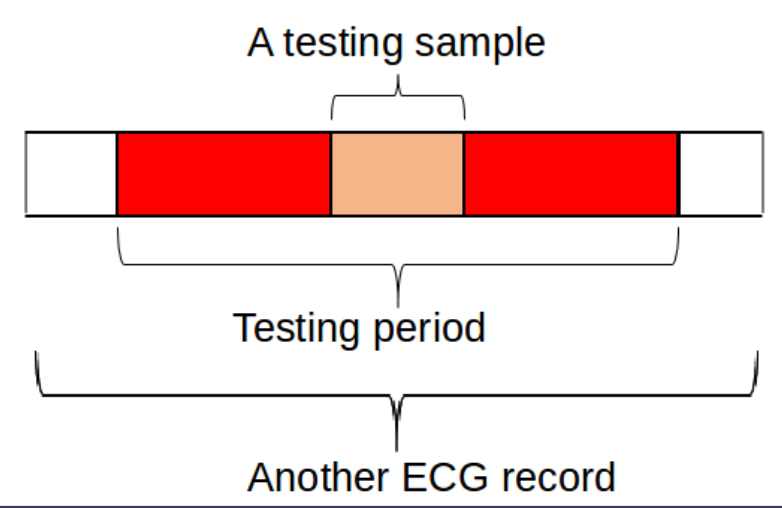 A testing sample
Testing period
Another ECG record